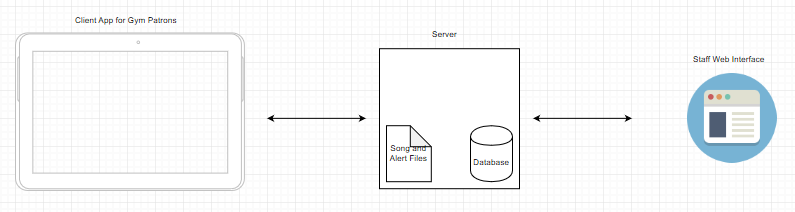 Client App for Gym Patrons
Server
Staff Web Interface
Song and
Alert Files
Database